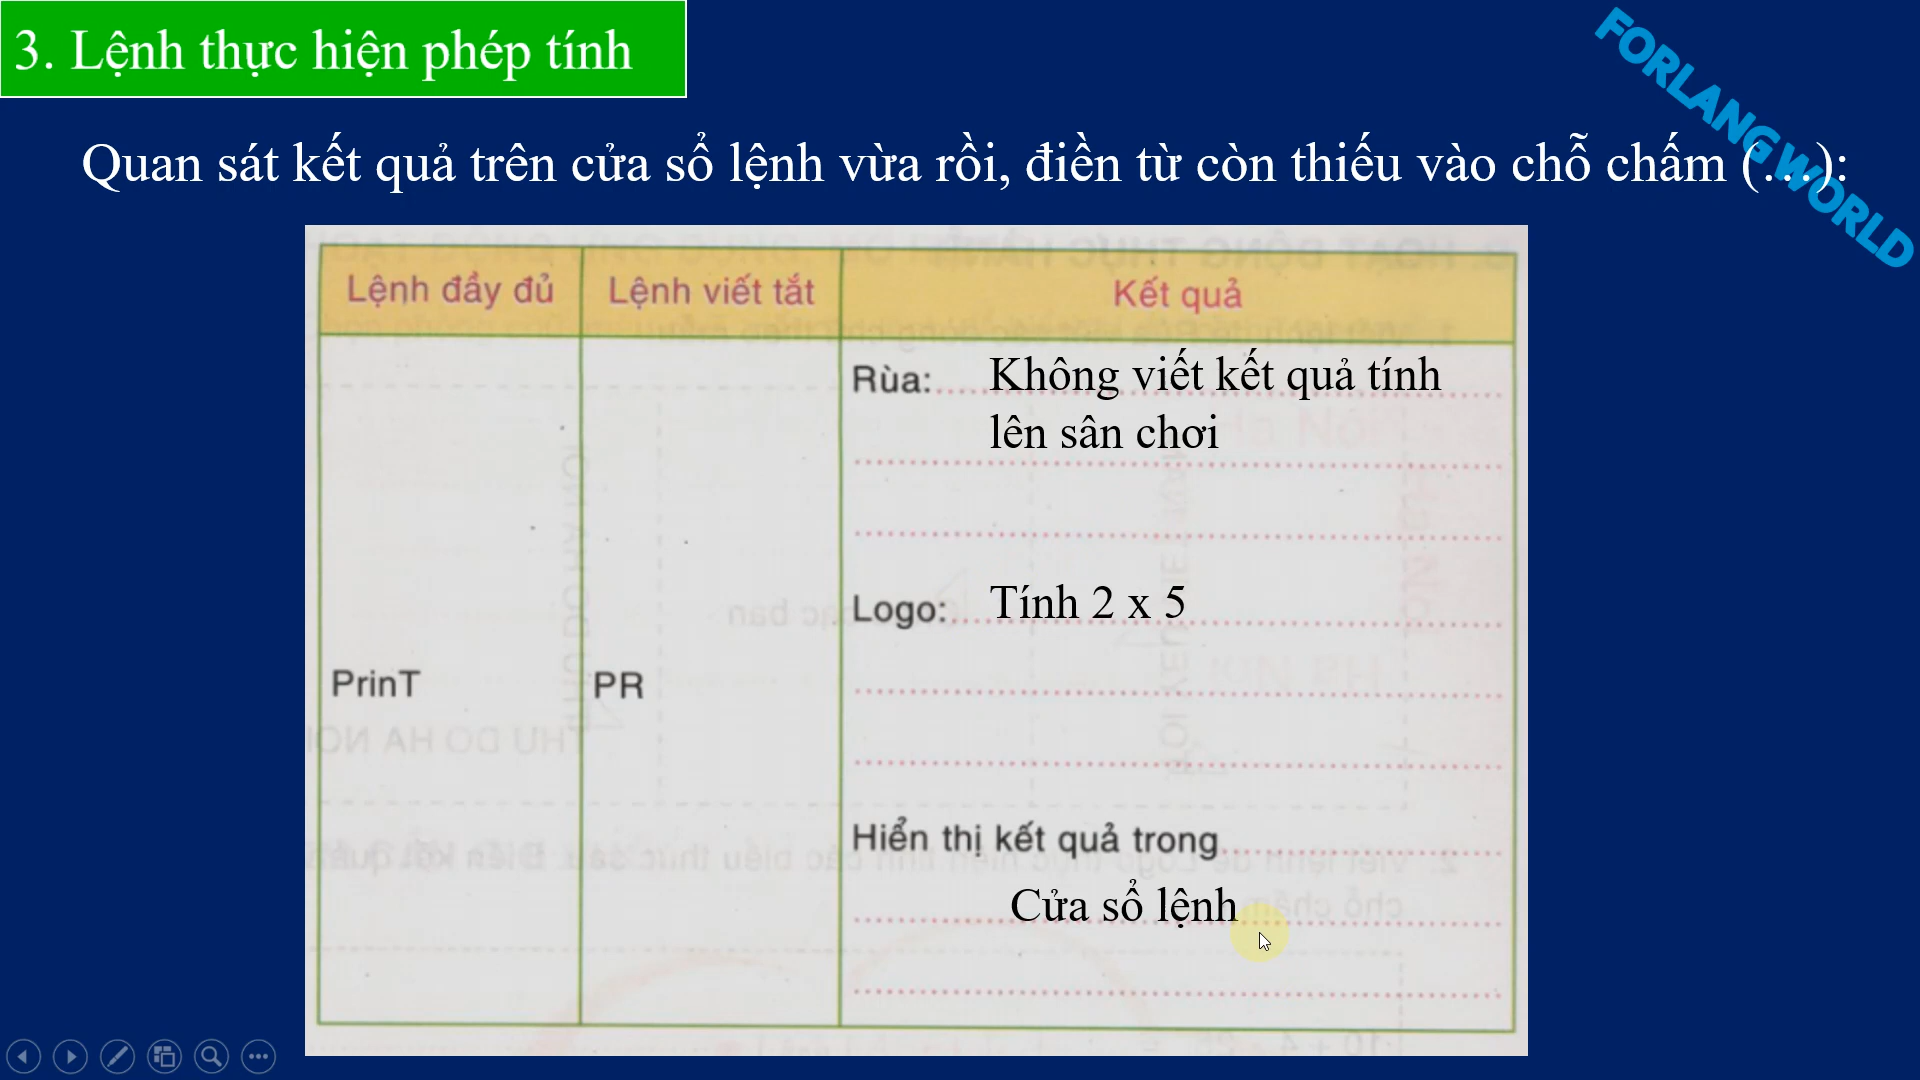 3. Lệnh thực hiện phép tính
FORLANG WORLD
Quan sát kết quả trên cửa sổ lệnh vừa rồi, điền từ còn thiếu vào chỗ chấm (…):
Lệnh đầy đủ
Lệnh viết tắt
Kết quả
Rùa: Không viết kết quả tính
lên sân chơi
Logo: Tính 2 x 5
PrinT
PR
Hiển thị kết quả trong
Cửa sổ lệnh